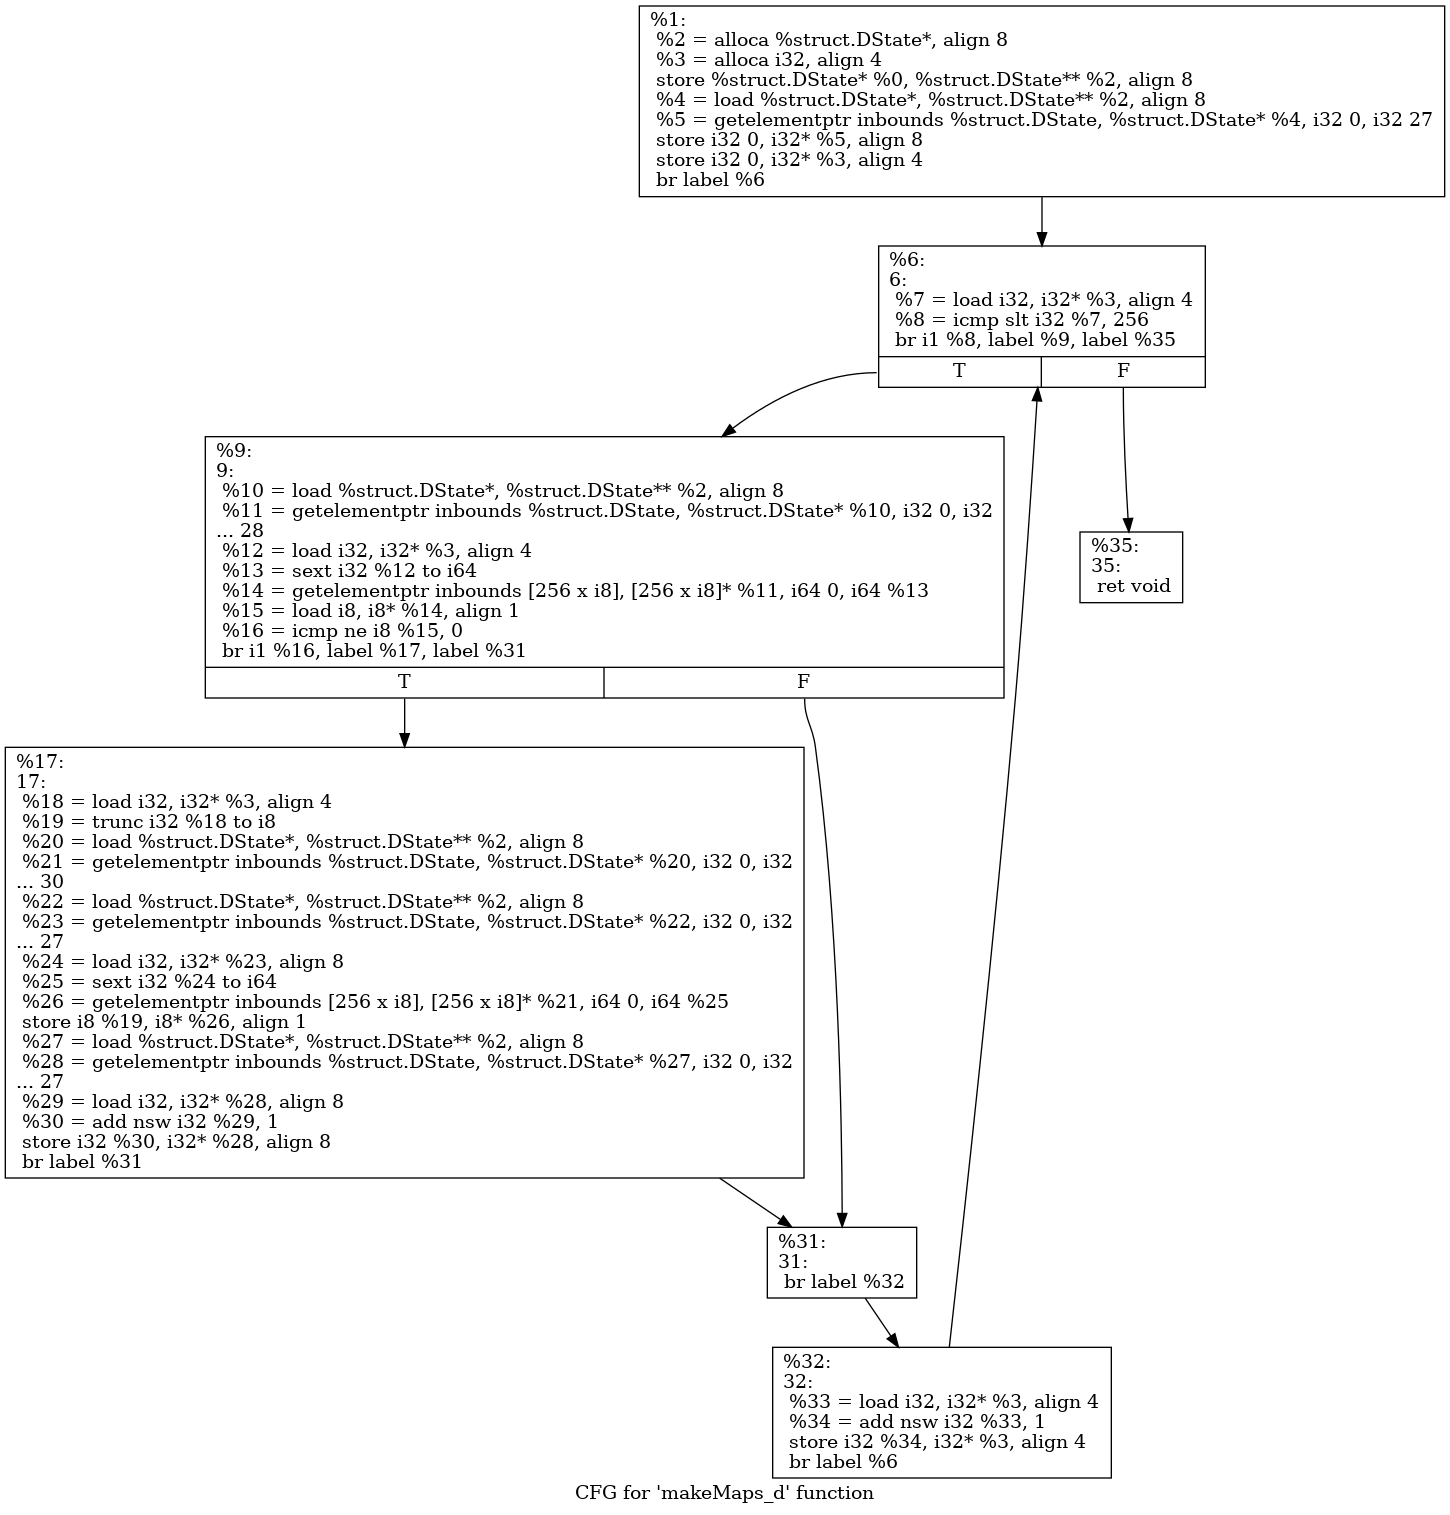 %1:
%2 = alloca %struct.DState*, align 8
%3 = alloca i32, align 4
store %struct.DState* %0, %struct.DState** %2, align 8
%4 = load %struct.DState*, %struct.DState** %2, align 8
%5 = getelementptr inbounds %struct.DState, %struct.DState* %4, i32 0, i32 27
store i32 0, i32* %5, align 8
store i32 0, i32* %3, align 4
br label %6
%6:
6:
%7 = load i32, i32* %3, align 4
%8 = icmp slt i32 %7, 256
br i1 %8, label %9, label %35
T F
%9:
9:
%10 = load %struct.DState*, %struct.DState** %2, align 8
%11 = getelementptr inbounds %struct.DState, %struct.DState* %10, i32 0, i32
... 28
%12 = load i32, i32* %3, align 4
%13 = sext i32 %12 to i64
%14 = getelementptr inbounds [256 x i8], [256 x i8]* %11, i64 0, i64 %13
%15 = load i8, i8* %14, align 1
%16 = icmp ne i8 %15, 0
br i1 %16, label %17, label %31
T F
%35:
35:
ret void
%17:
17:
%18 = load i32, i32* %3, align 4
%19 = trunc i32 %18 to i8
%20 = load %struct.DState*, %struct.DState** %2, align 8
%21 = getelementptr inbounds %struct.DState, %struct.DState* %20, i32 0, i32
... 30
%22 = load %struct.DState*, %struct.DState** %2, align 8
%23 = getelementptr inbounds %struct.DState, %struct.DState* %22, i32 0, i32
... 27
%24 = load i32, i32* %23, align 8
%25 = sext i32 %24 to i64
%26 = getelementptr inbounds [256 x i8], [256 x i8]* %21, i64 0, i64 %25
store i8 %19, i8* %26, align 1
%27 = load %struct.DState*, %struct.DState** %2, align 8
%28 = getelementptr inbounds %struct.DState, %struct.DState* %27, i32 0, i32
... 27
%29 = load i32, i32* %28, align 8
%30 = add nsw i32 %29, 1
store i32 %30, i32* %28, align 8
br label %31
%31:
31:
br label %32
%32:
32:
%33 = load i32, i32* %3, align 4
%34 = add nsw i32 %33, 1
store i32 %34, i32* %3, align 4
br label %6
CFG for 'makeMaps_d' function